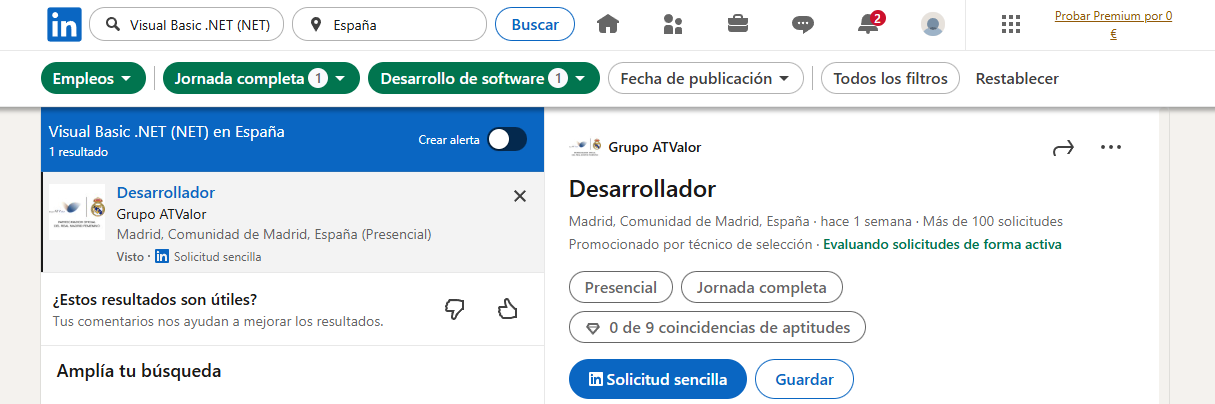 in
Visual Basic .NET (NET)
España
Buscar
2
Probar Premium por 0
€
Empleos
Jornada completa 1
Desarrollo de software 1
Fecha de publicación
Todos los filtros
Restablecer
Visual Basic .NET (NET) en España
1 resultado
Crear alerta
Desarrollador
Grupo ATValor
Madrid, Comunidad de Madrid, España (Presencial)
Visto · in Solicitud sencilla
¿Estos resultados son útiles?
Tus comentarios nos ayudan a mejorar los resultados.
Amplía tu búsqueda
Grupo ATValor
Desarrollador
Madrid, Comunidad de Madrid, España · hace 1 semana · Más de 100 solicitudes
Promocionado por técnico de selección · Evaluando solicitudes de forma activa
Presencial
Jornada completa
0 de 9 coincidencias de aptitudes
in Solicitud sencilla
Guardar